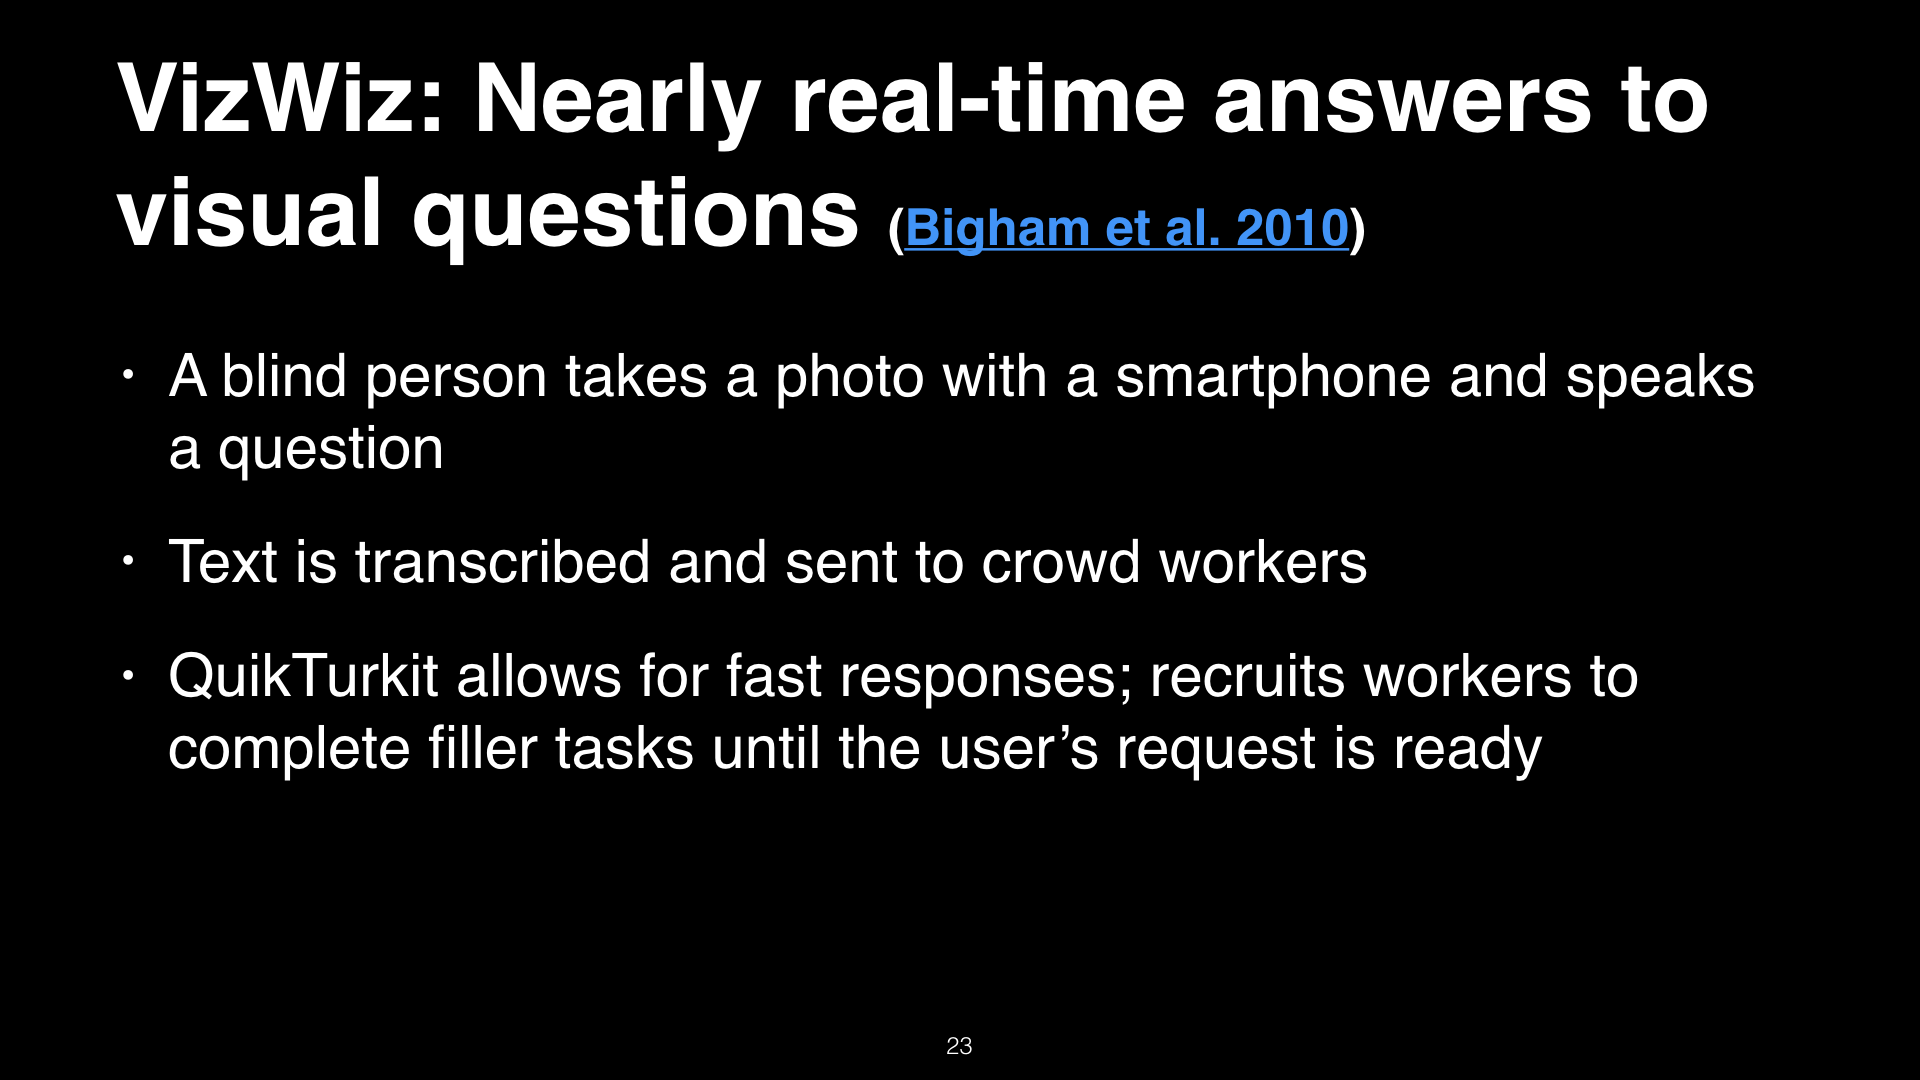 VizWiz: Nearly real-time answers to
visual questions (Bigham et al. 2010)
• A blind person takes a photo with a smartphone and speaks
a question
• Text is transcribed and sent to crowd workers
• QuikTurkit allows for fast responses; recruits workers to
complete filler tasks until the user’s request is ready
23